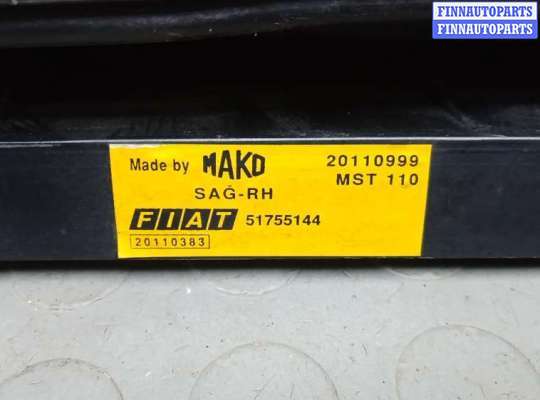 FINNAUTOPARTS
FINNAUTOPARTS
Made by MAKO 20110999
SAĞ-RH MST 110
FIAT 51755144
20110383